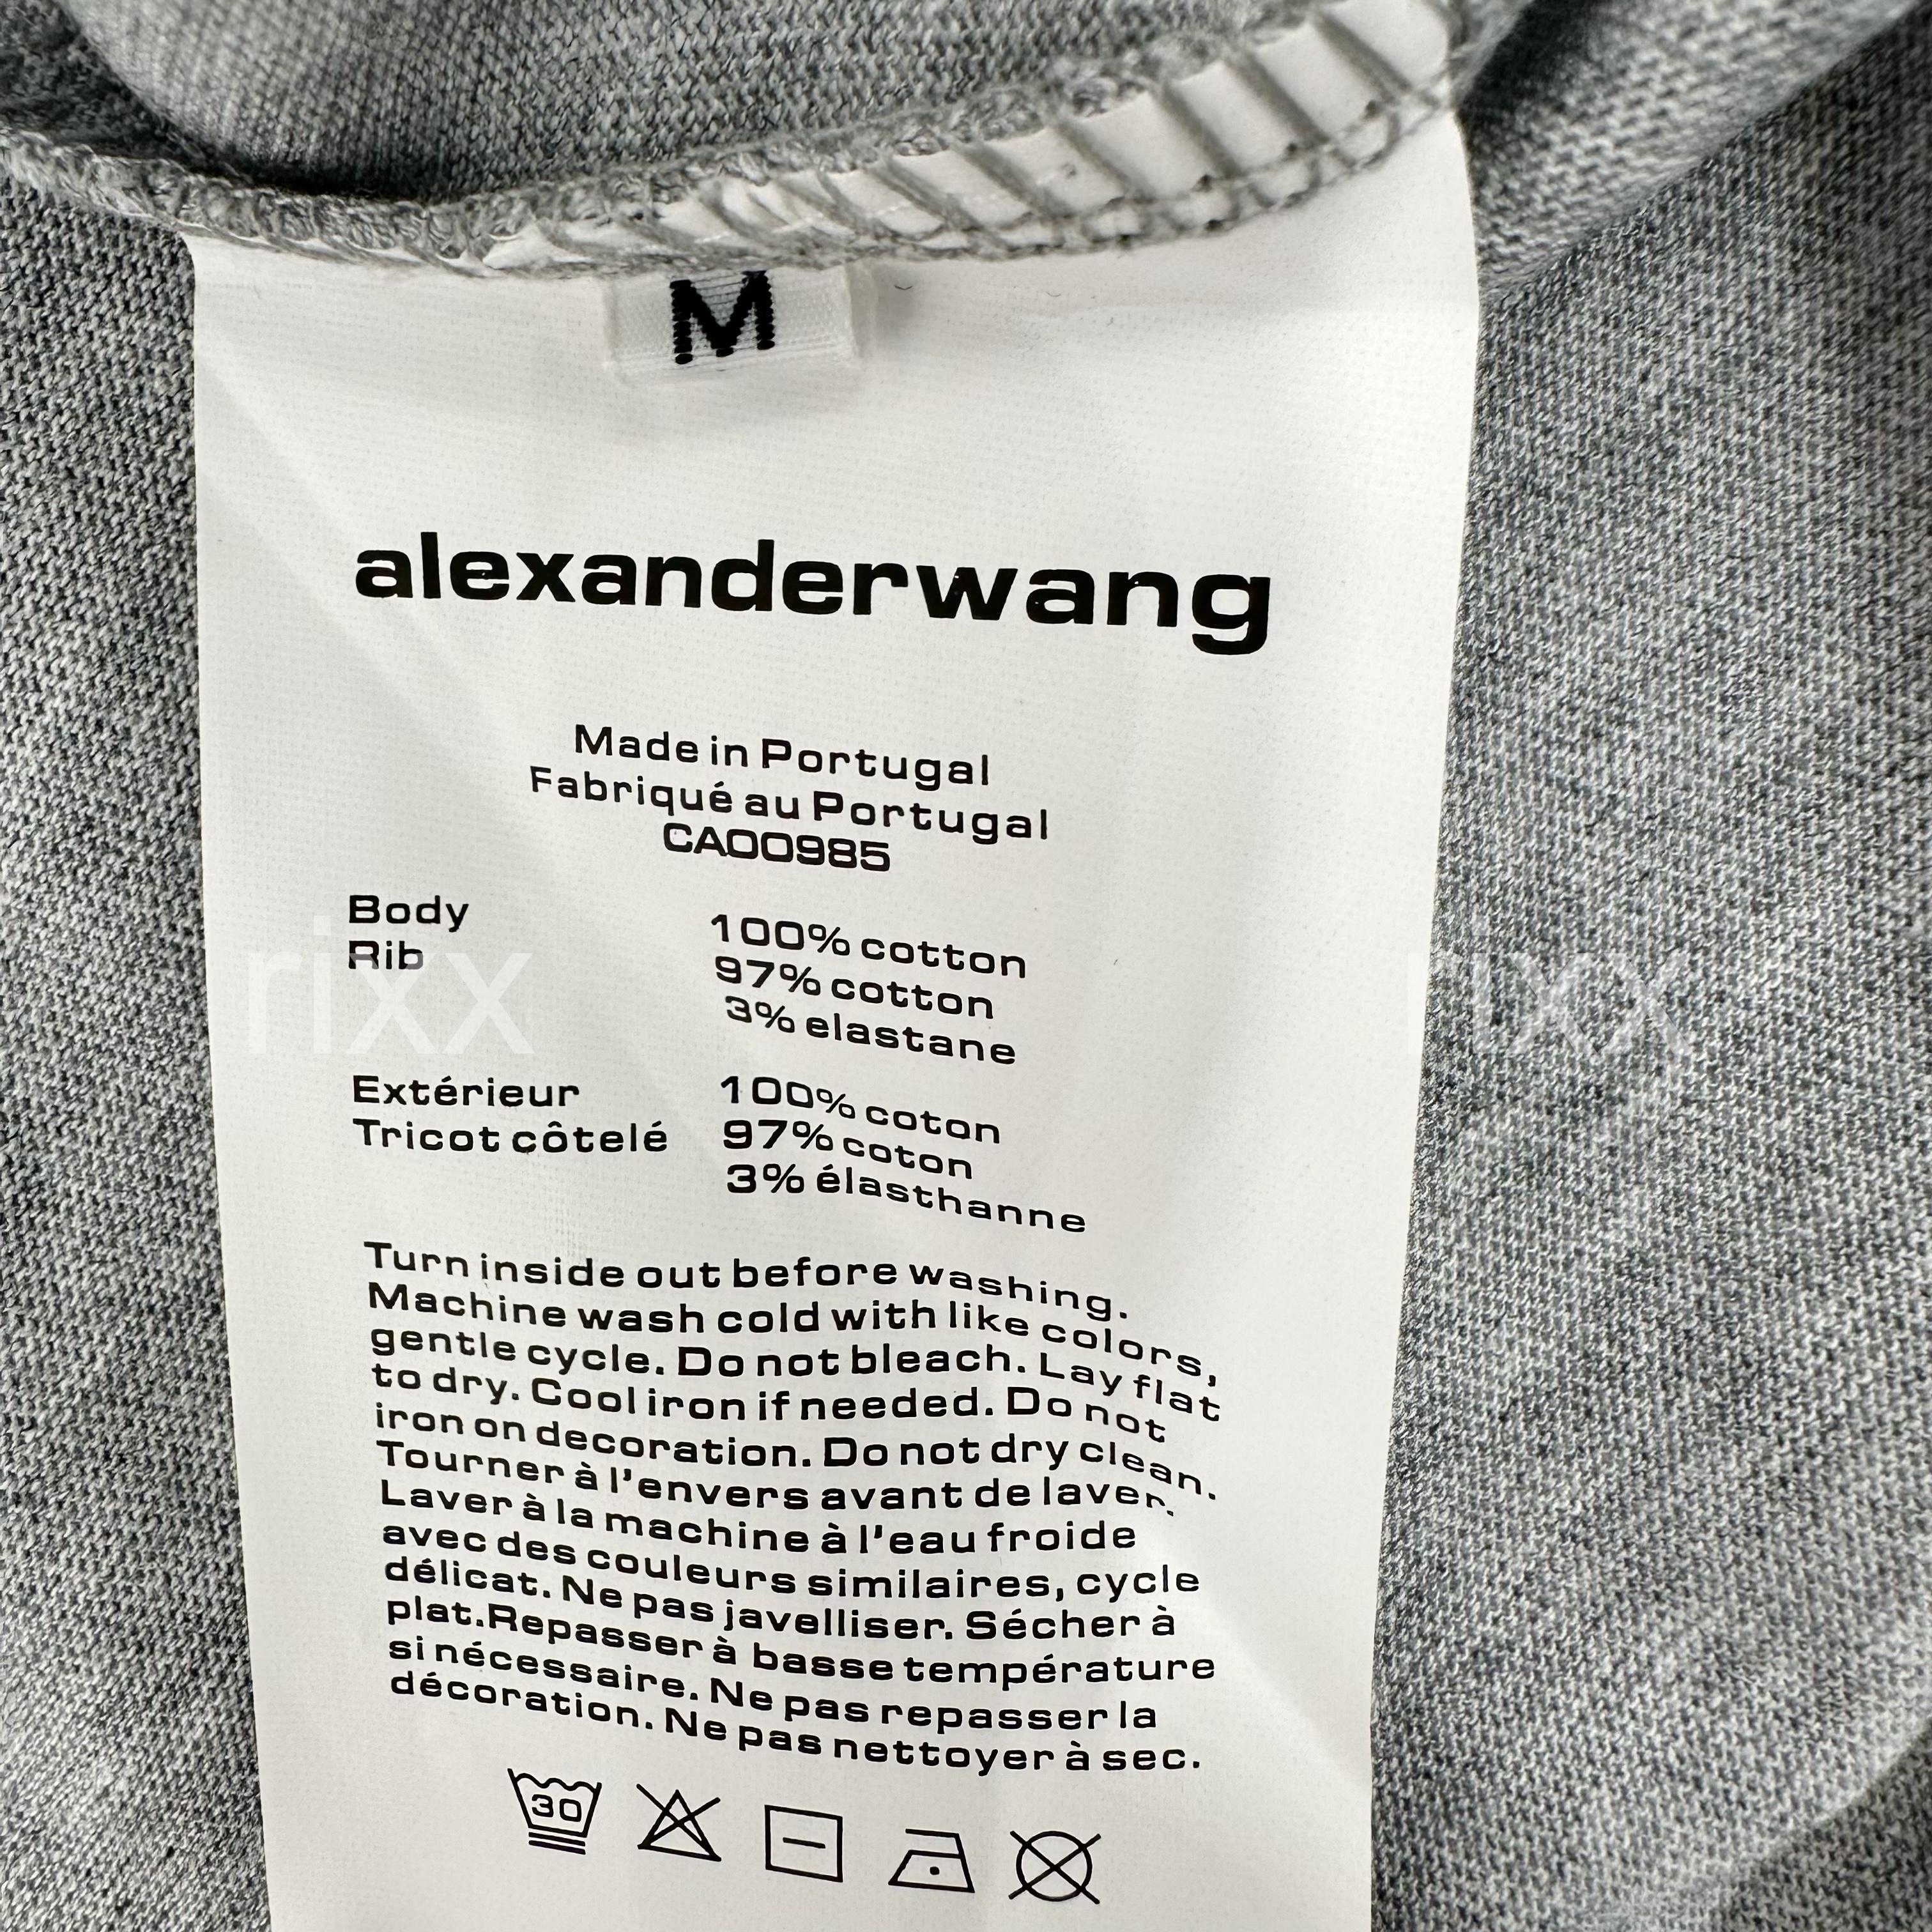 M
alexanderwang
Made in Portugal
Fabriqué au Portugal
CA00985
Body 100% cotton
Rib 97% cotton
3% elastane
Extérieur 100% coton
Tricot côtelé 97% coton
3% élasthanne
Turn inside out before washing.
Machine wash cold with like colors,
gentle cycle. Do not bleach. Lay flat
to dry. Cool iron if needed. Do not
iron on decoration. Do not dry clean.
Tourner à l'envers avant de laver.
Laver à la machine à l'eau froide
avec des couleurs similaires, cycle
délicat. Ne pas javelliser. Sécher à
plat.Repasser à basse température
si nécessaire. Ne pas repasser la
décoration. Ne pas nettoyer à sec.
30
rixx
rixx